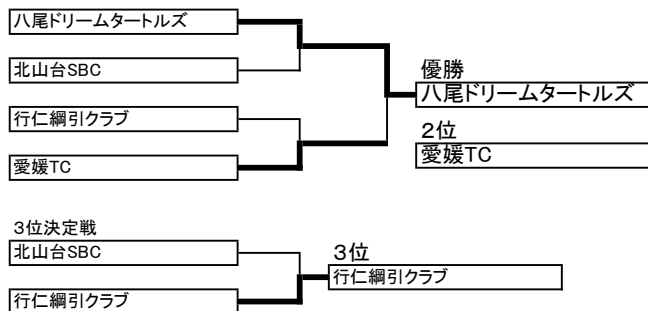 八尾ドリームタートルズ
北山台SBC
行仁綱引クラブ
愛媛TC
優勝
八尾ドリームタートルズ
2位
愛媛TC
3位決定戦
北山台SBC
行仁綱引クラブ
3位
行仁綱引クラブ